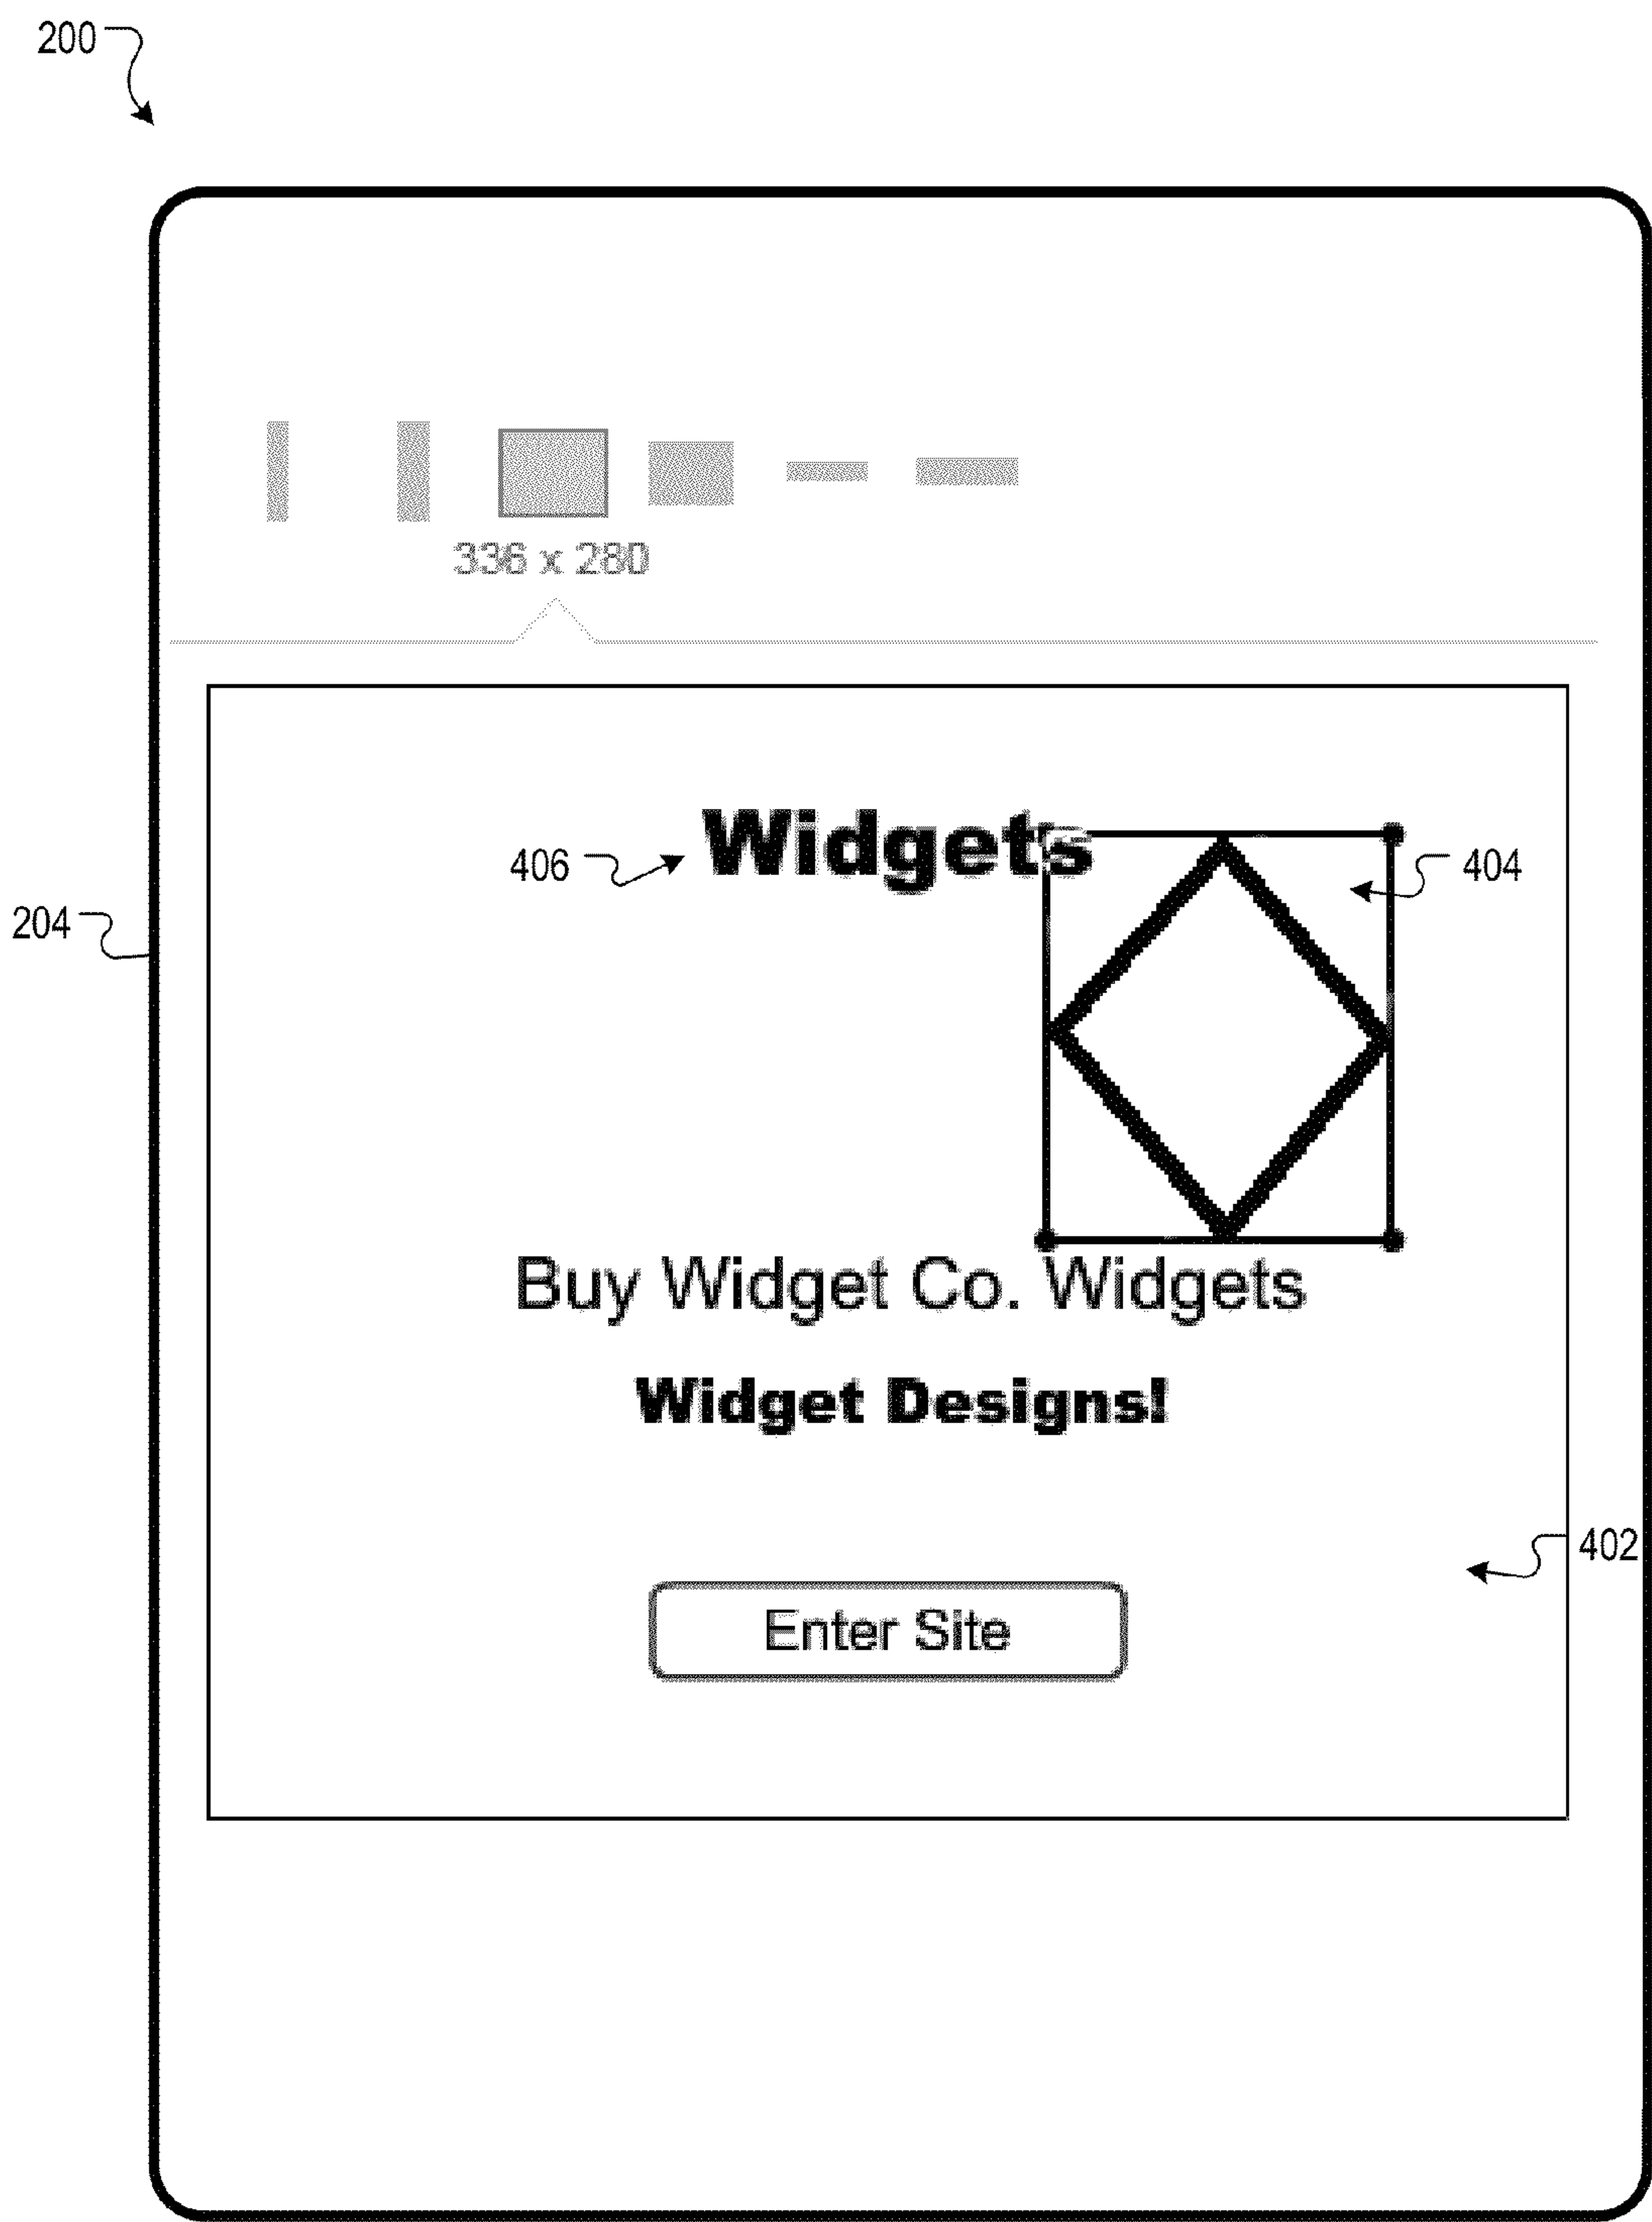 200
336 x 280
Widgets
406
404
204
Buy Widget Co. Widgets
Widget Designs!
402
Enter Site